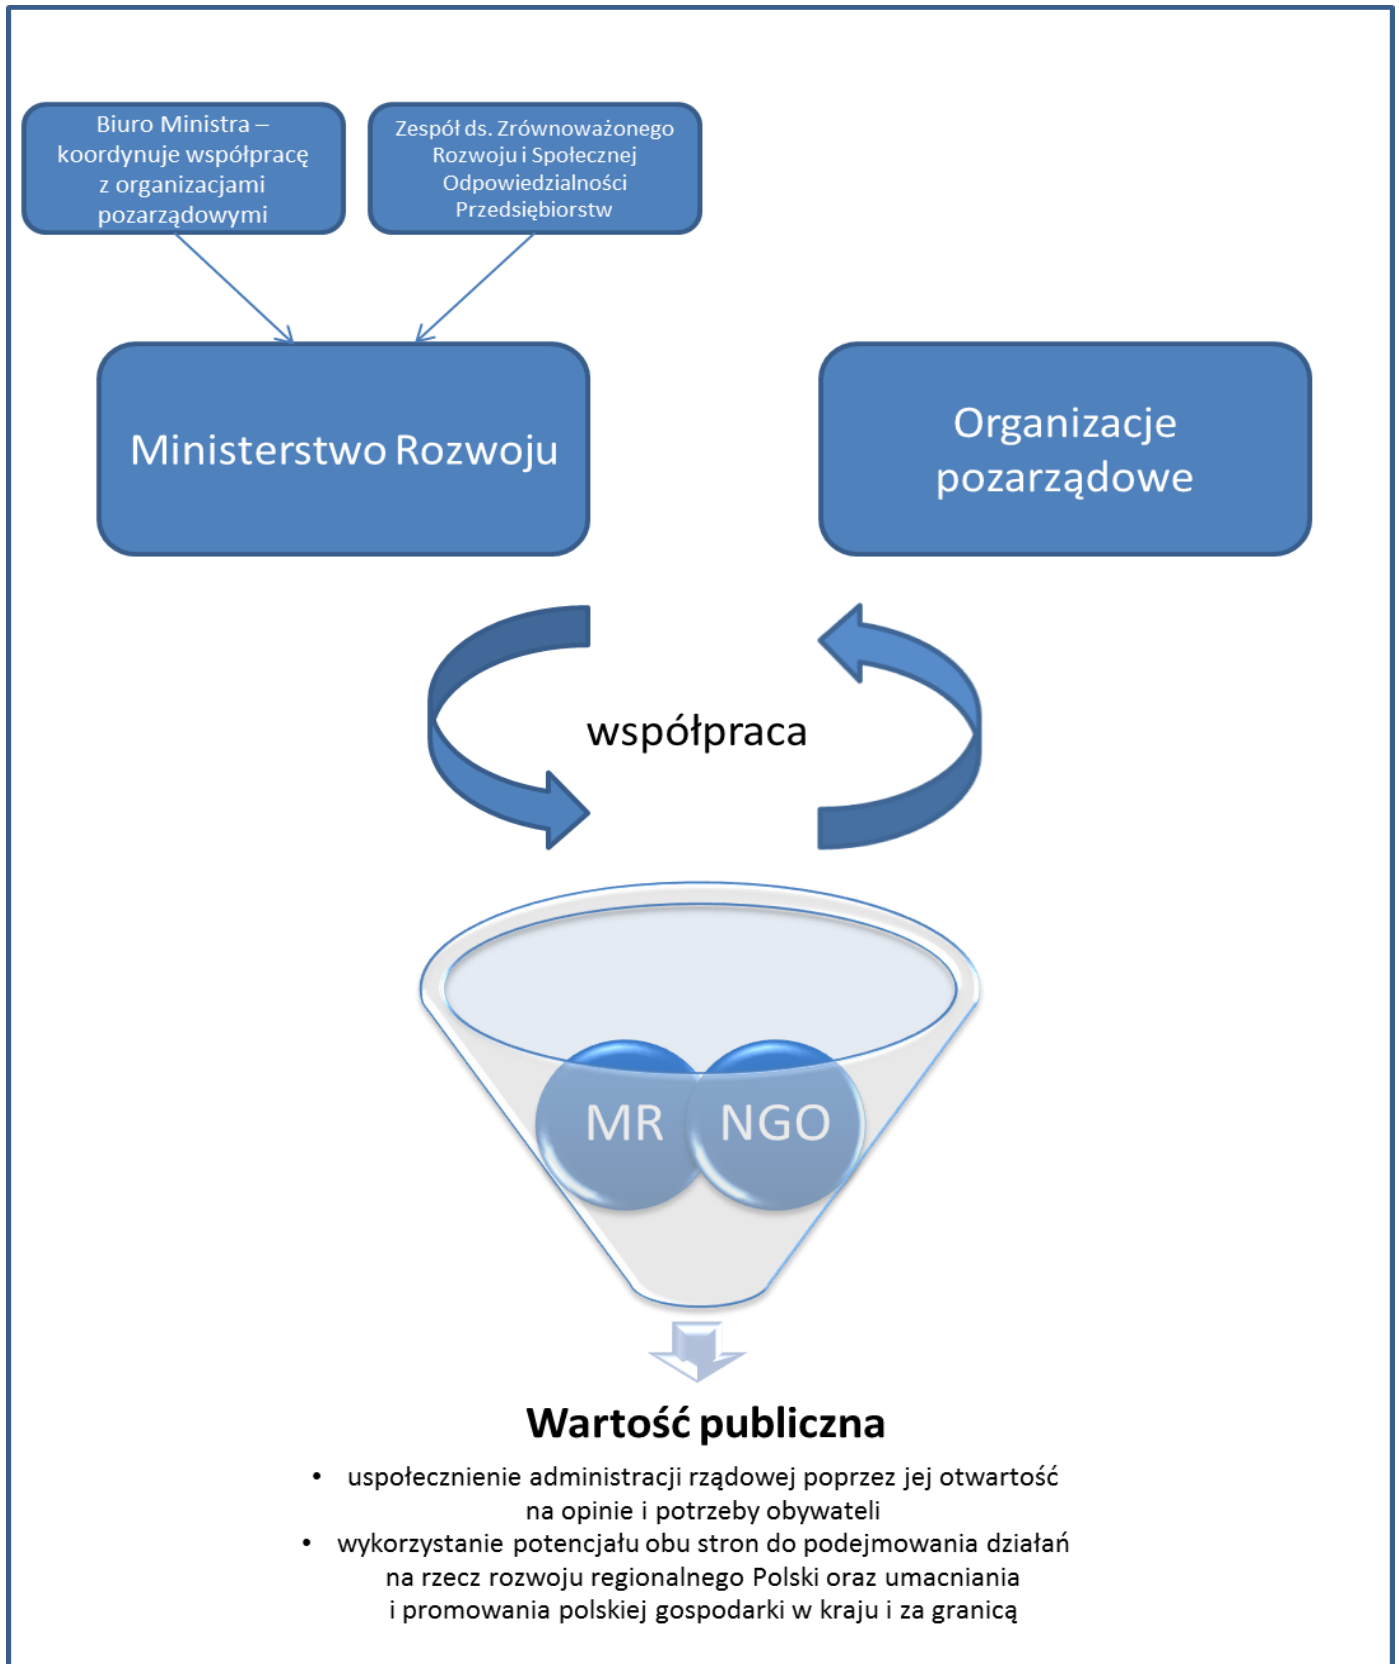 Biuro Ministra –
koordynuje współpracę
z organizacjami
pozarządowymi
Zespół ds. Zrównoważonego
Rozwoju i Społecznej
Odpowiedzialności
Przedsiębiorstw
Ministerstwo Rozwoju
Organizacje
pozarządowe
współpraca
MR
NGO
Wartość publiczna
• uspołecznienie administracji rządowej poprzez jej otwartość
na opinie i potrzeby obywateli
• wykorzystanie potencjału obu stron do podejmowania działań
na rzecz rozwoju regionalnego Polski oraz umacniania
i promowania polskiej gospodarki w kraju i za granicą